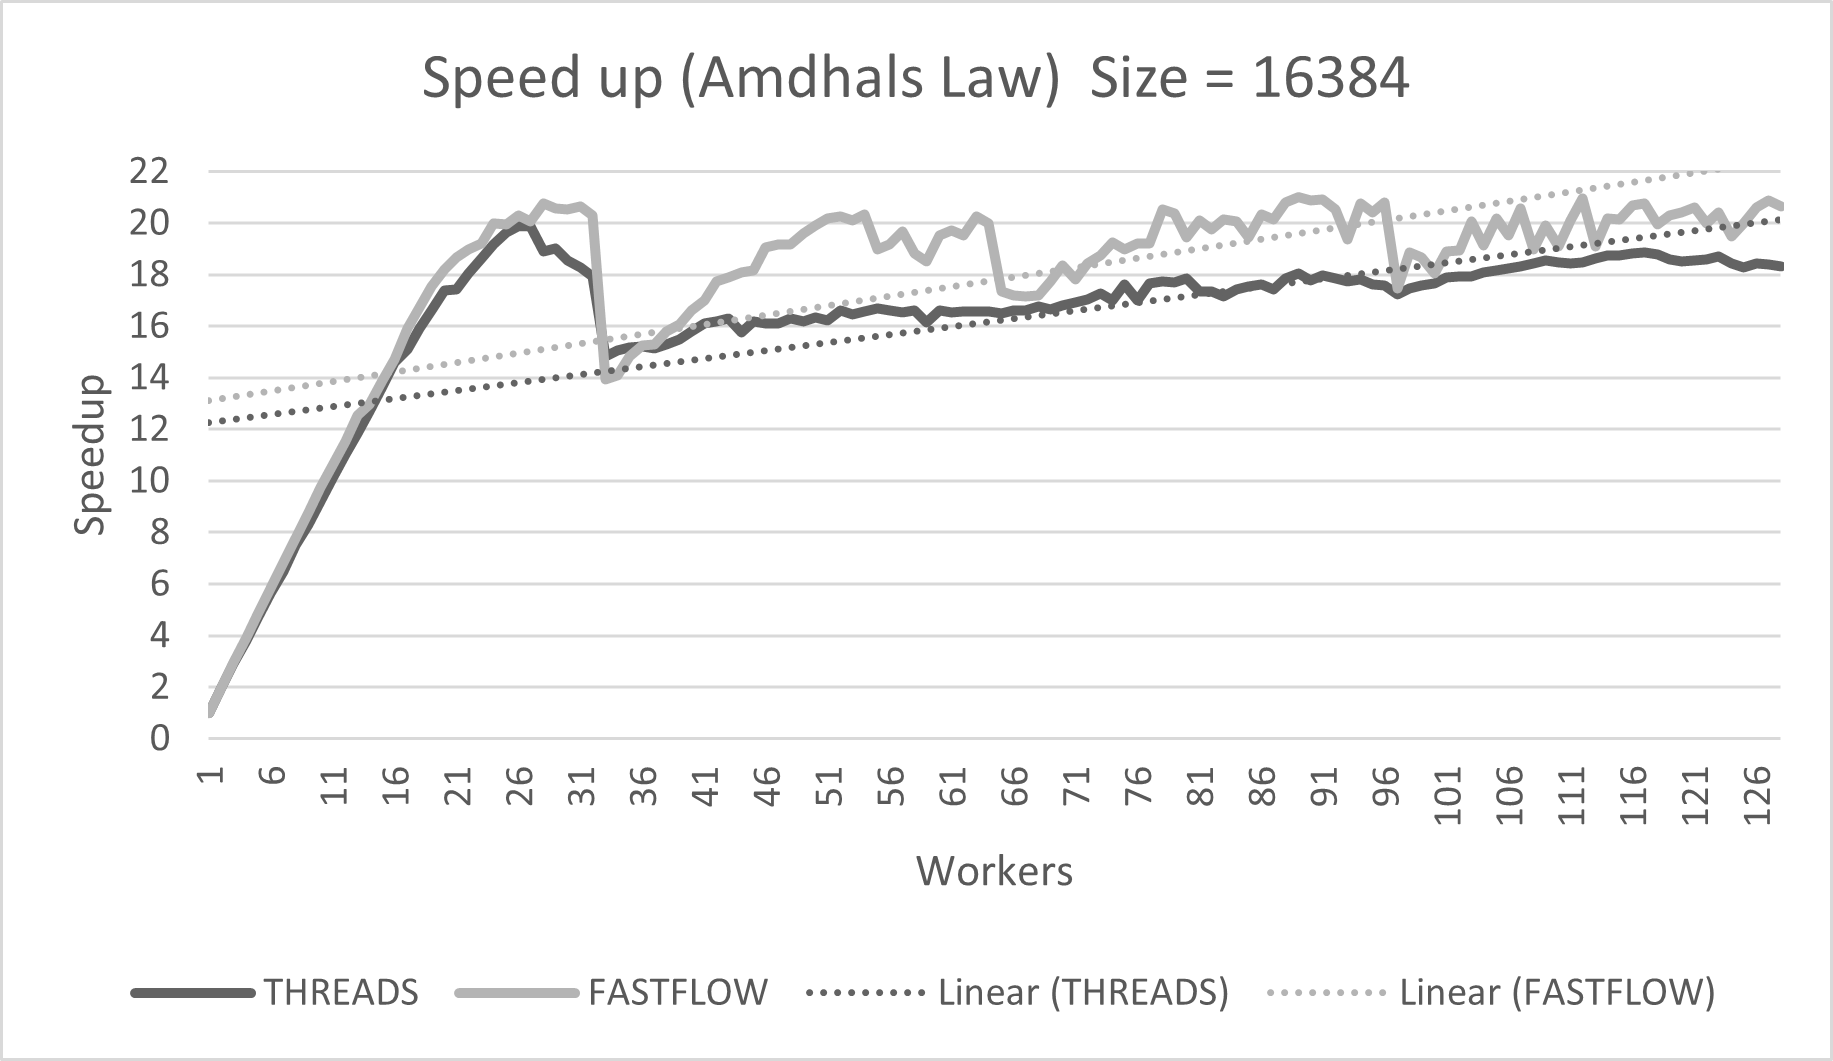 Speed up (Amdhals Law) Size = 16384
22
20
18
16
14
12
10
8
6
4
2
0
Speedup
1 6 11 16 21 26 31 36 41 46 51 56 61 66 71 76 81 86 91 96 101 106 111 116 121 126
Workers
THREADS FASTFLOW Linear (THREADS) Linear (FASTFLOW)